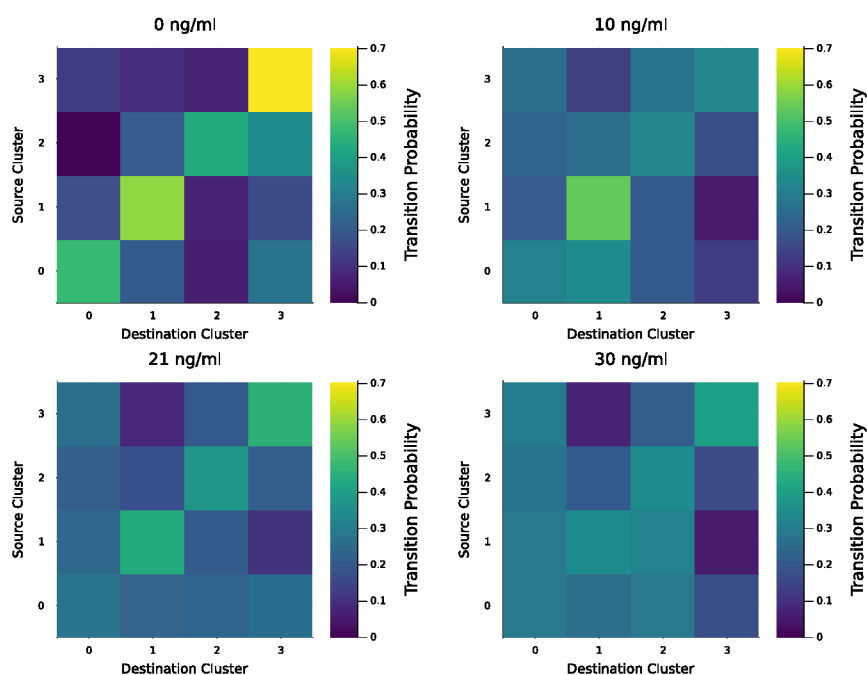 0 ng/ml
10 ng/ml
0.7
0.6
0.5
0.4
0.3
0.2
0.1
0
Transition Probability
3
2
1
0
Source Cluster
0 1 2 3
Destination Cluster
0.7
0.6
0.5
0.4
0.3
0.2
0.1
0
Transition Probability
3
2
1
0
Source Cluster
0 1 2 3
Destination Cluster
21 ng/ml
30 ng/ml
0.7
0.6
0.5
0.4
0.3
0.2
0.1
0
Transition Probability
3
2
1
0
Source Cluster
0 1 2 3
Destination Cluster
0.7
0.6
0.5
0.4
0.3
0.2
0.1
0
Transition Probability
3
2
1
0
Source Cluster
0 1 2 3
Destination Cluster